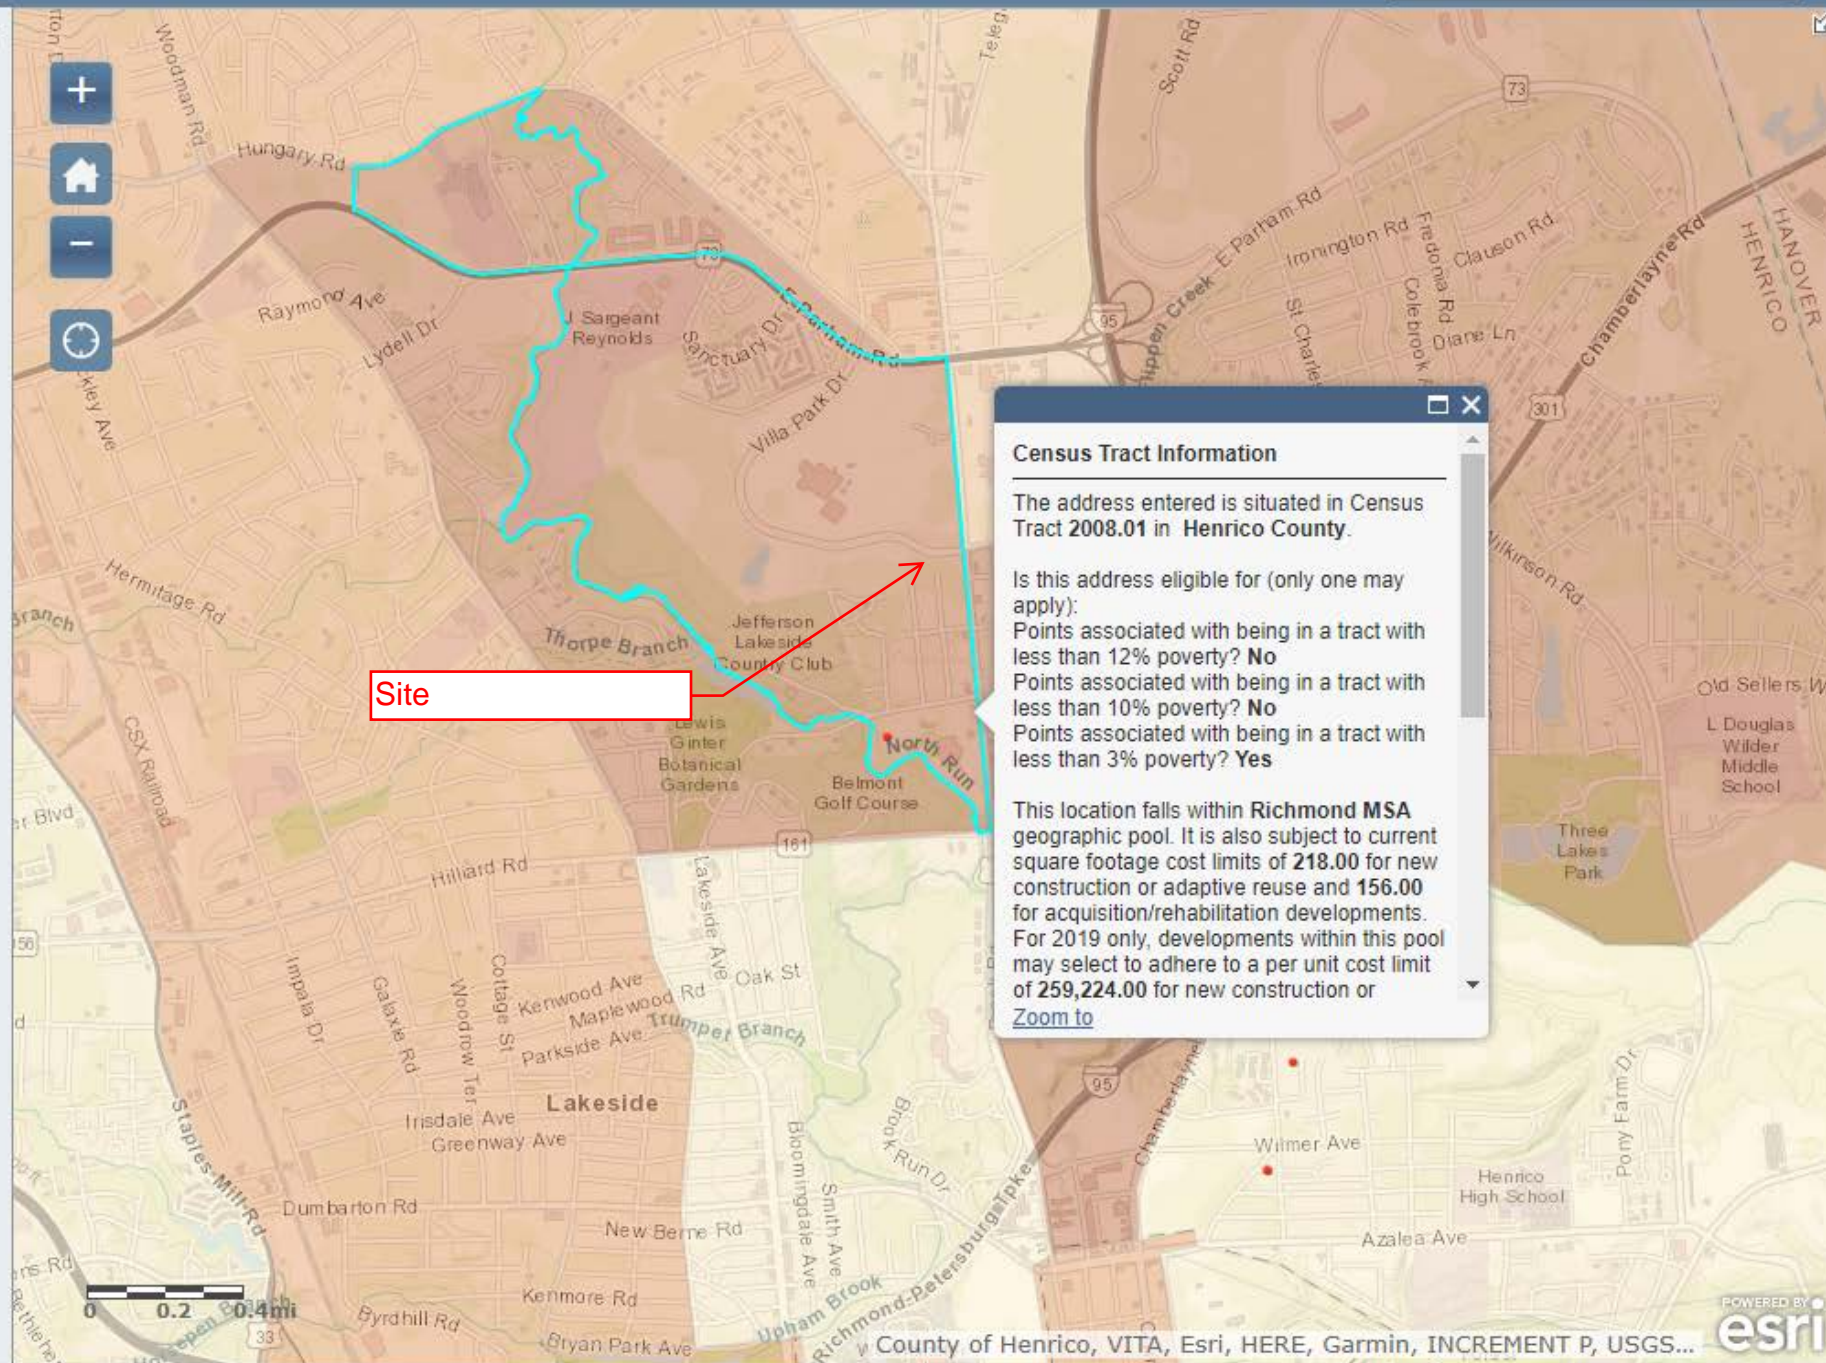 Woodman Rd
Teleg
Scott Rd
73
Hungary Rd
HANOVER
HENRICO
E Parham Rd
Ironington Rd
Fredonia Rd
Clauson Rd
Chamberlayne Rd
Colebrook
Diane Ln
St Charles
Raymond Ave
Lydell Dr
73
95
J Sargeant
Reynolds
Sanctuary Dr
E Parham Rd
Villa Park Dr
301
Wilkinson Rd
Census Tract Information
The address entered is situated in Census
Tract 2008.01 in Henrico County.
Is this address eligible for (only one may
apply):
Points associated with being in a tract with
less than 12% poverty? No
Points associated with being in a tract with
less than 10% poverty? No
Points associated with being in a tract with
less than 3% poverty? Yes
This location falls within Richmond MSA
geographic pool. It is also subject to current
square footage cost limits of 218.00 for new
construction or adaptive reuse and 156.00
for acquisition/rehabilitation developments.
For 2019 only, developments within this pool
may select to adhere to a per unit cost limit
of 259,224.00 for new construction or
Zoom to
Hermitage Rd
Branch
Thorpe Branch
Jefferson
Lakeside
Country Club
Site
Lewis
Ginter
Botanical
Gardens
North Run
Belmont
Golf Course
161
CSX Railroad
Hilliard Rd
Old Sellers W
L Douglas
Wilder
Middle
School
Three
Lakes
Park
Lakeside Ave
Oak St
Impala Dr
Galaxie Rd
Woodrow Ter
Cottage St
Kenwood Ave
Maplewood Rd
Parkside Ave
Trumpet Branch
Irisdale Ave
Greenway Ave
Lakeside
Staples Mill Rd
Dumbarton Rd
New Berne Rd
Bloomingdale Ave
Smith Ave
Brook Run Dr
95
Chamberlayne
Wilmer Ave
Pony Farm Dr
Henrico
High School
Azalea Ave
Richmond-Petersburg Tpke
Upham Brook
Kenmore Rd
Byrdhill Rd
Bryan Park Ave
33
0 0.2 0.4mi
County of Henrico, VITA, Esri, HERE, Garmin, INCREMENT P, USGS...
POWERED BY
esri